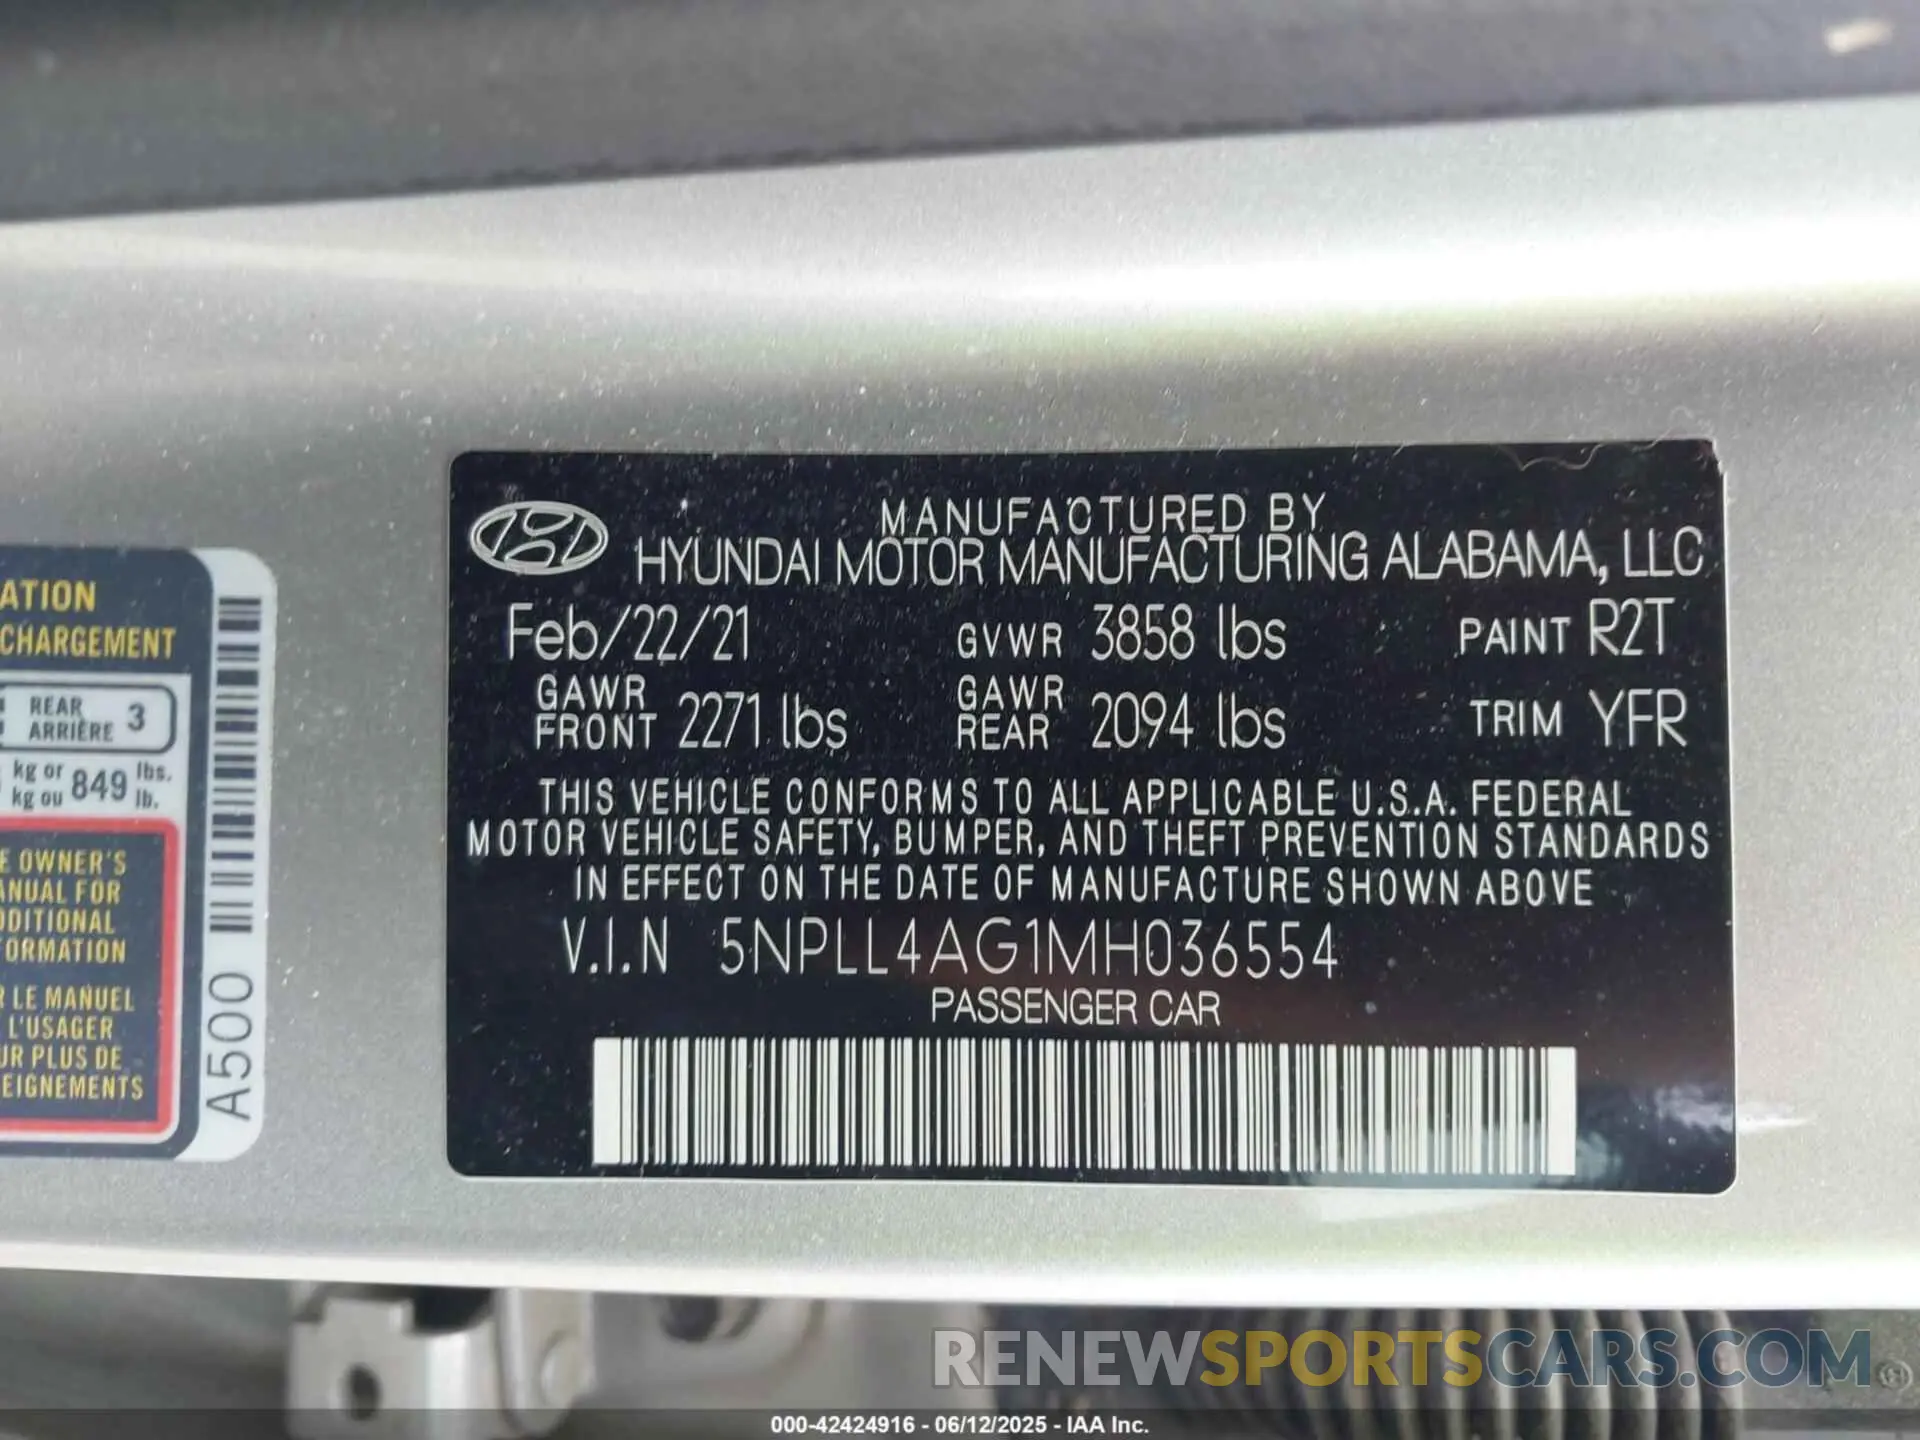 ATION
CHARGEMENT
REAR
ARRIÈRE 3
kg or 849 lbs.
kg ou lb.
E OWNER'S
ANUAL FOR
DDITIONAL
FORMATION
R LE MANUEL
L'USAGER
UR PLUS DE
EIGNEMENTS
A500
MANUFACTURED BY
HYUNDAI MOTOR MANUFACTURING ALABAMA, LLC
Feb/22/21 GVWR 3858 lbs PAINT R2T
GAWR FRONT 2271 lbs GAWR REAR 2094 lbs TRIM YFR
THIS VEHICLE CONFORMS TO ALL APPLICABLE U.S.A. FEDERAL
MOTOR VEHICLE SAFETY, BUMPER, AND THEFT PREVENTION STANDARDS
IN EFFECT ON THE DATE OF MANUFACTURE SHOWN ABOVE
V.I.N 5NPLL4AG1MH036554
PASSENGER CAR
RENEWSPORTSCARS.COM
000-42424916 - 06/12/2025 - IAA Inc.